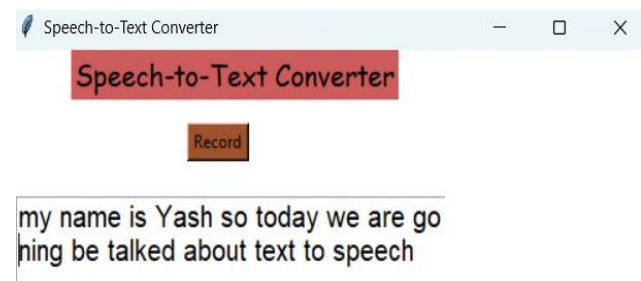 Speech-to-Text Converter
Speech-to-Text Converter
Record
my name is Yash so today we are go
ning be talked about text to speech